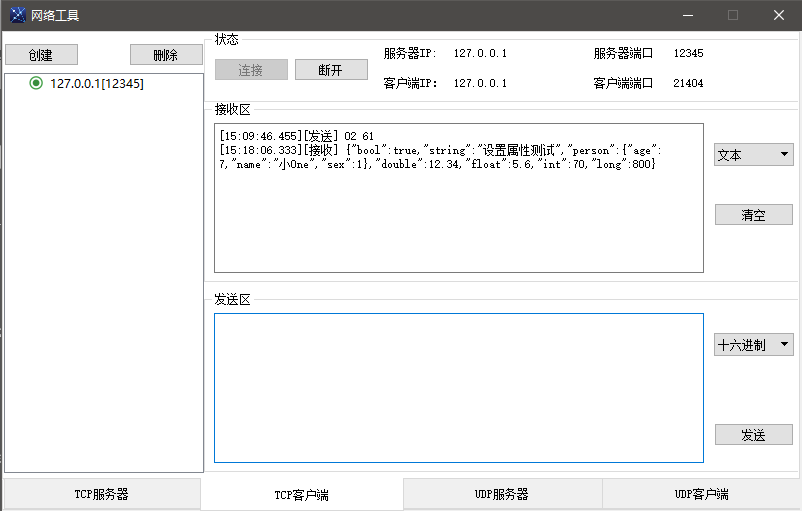 网络工具
创建
删除
127.0.0.1[12345]
状态
连接
断开
服务器IP: 127.0.0.1
服务器端口 12345
客户端IP: 127.0.0.1
客户端端口 21404
接收区
[15:09:46.455][发送] 02 61
[15:18:06.333][接收] {"bool":true,"string":"设置属性测试","person":{"age":
7,"name":"小One","sex":1},"double":12.34,"float":5.6,"int":70,"long":800}
文本
清空
发送区
十六进制
发送
TCP服务器
TCP客户端
UDP服务器
UDP客户端